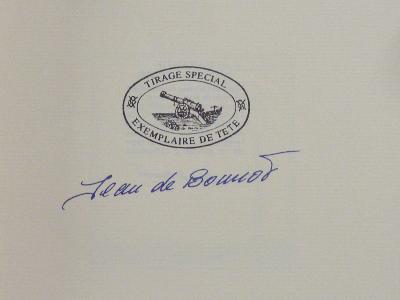 TIRAGE SPECIAL
EXEMPLAIRE DE TETE
Jean de Bonnot